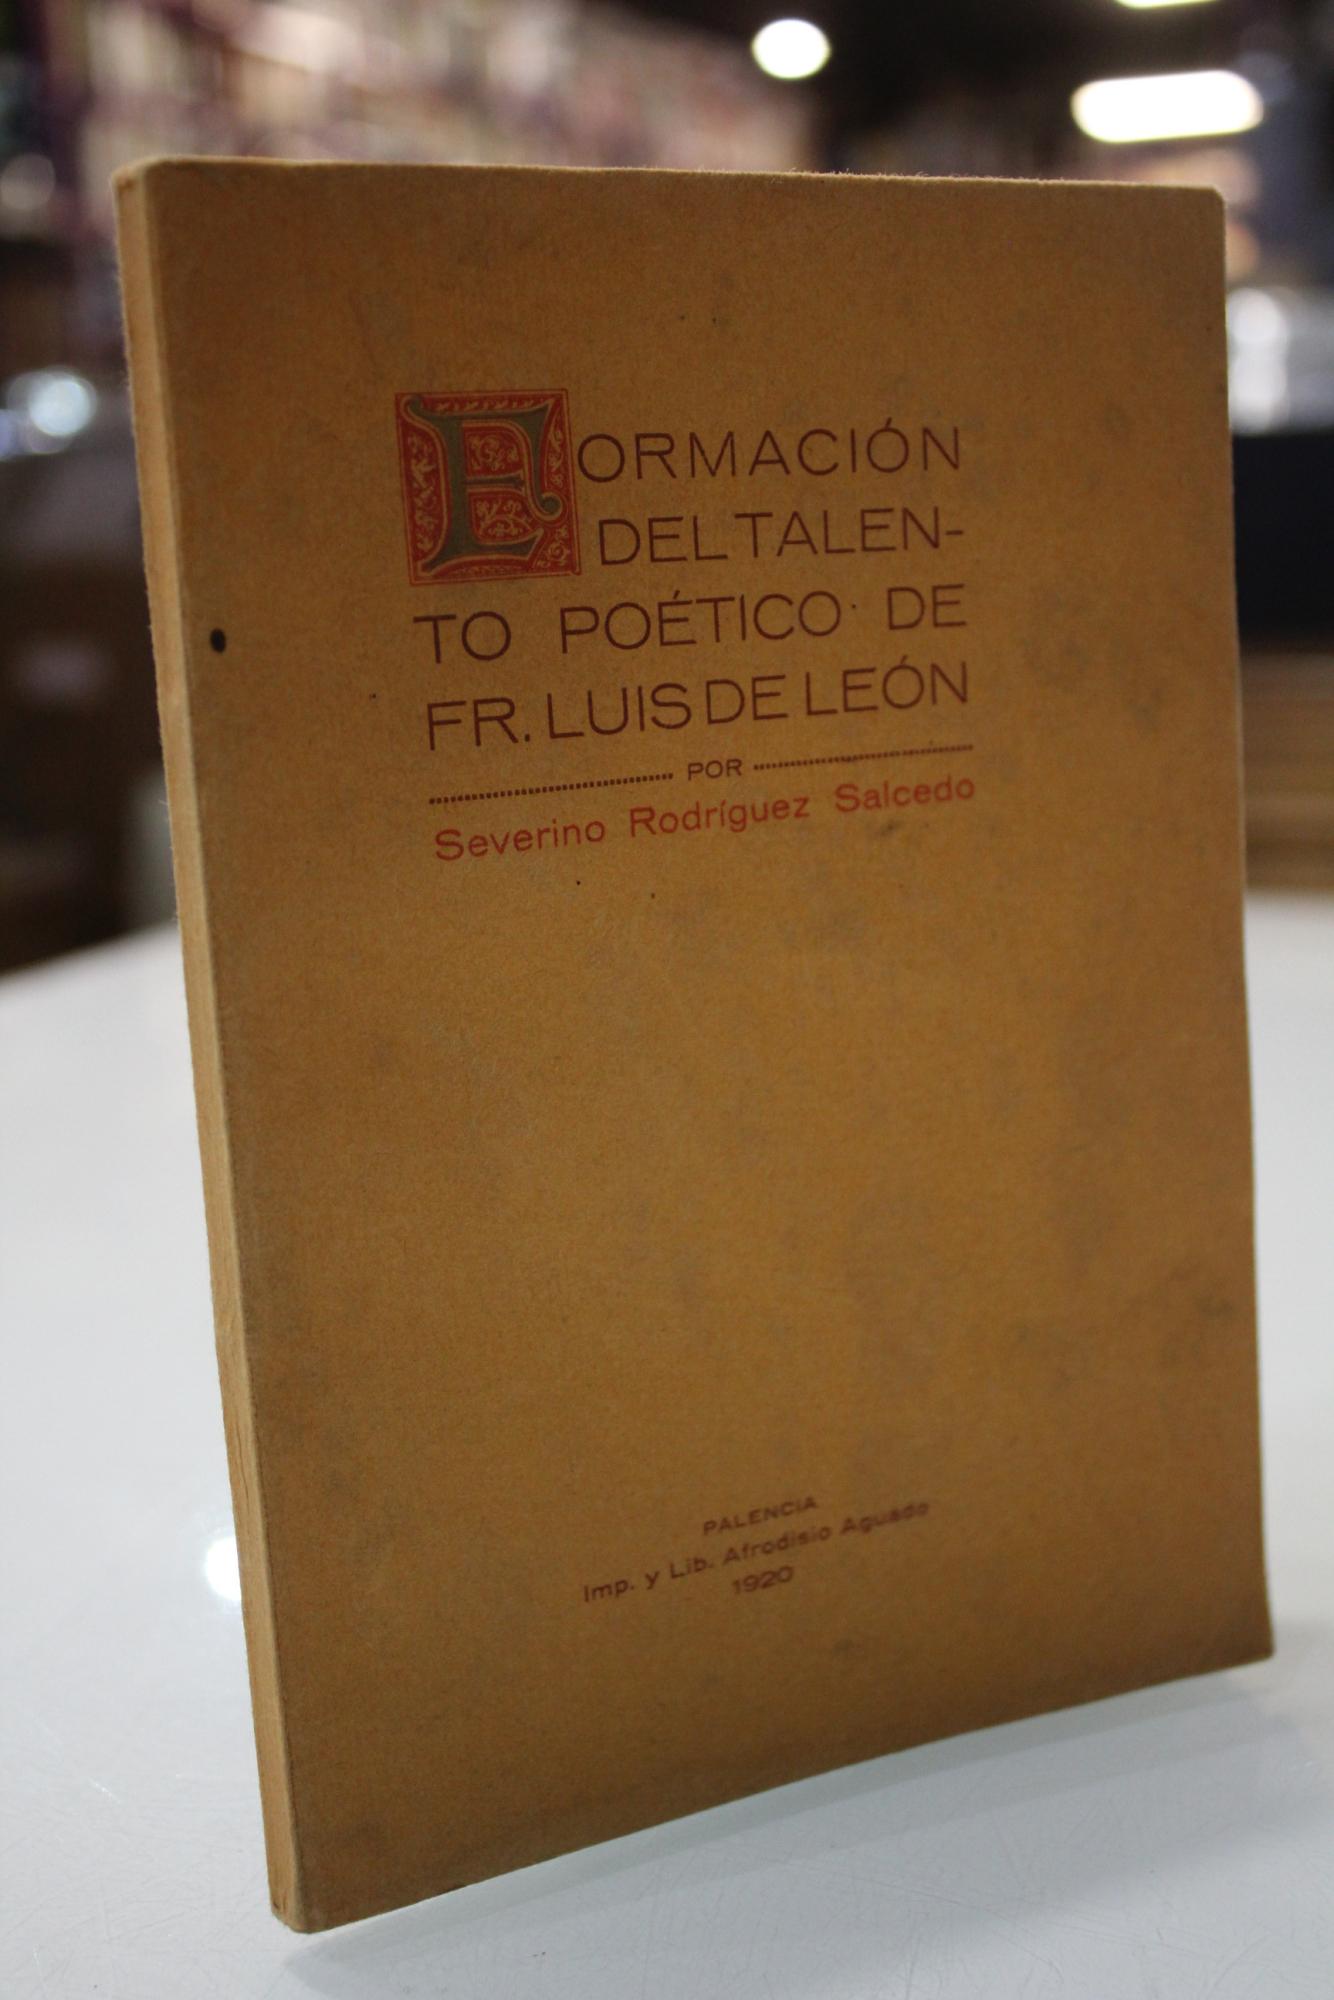 FORMACIÓN
DEL TALEN-
TO POÉTICO DE
FR. LUIS DE LEÓN
POR
Severino Rodríguez Salcedo
PALENCIA
Imp. y Lib. Afrodisio Aguado
1920